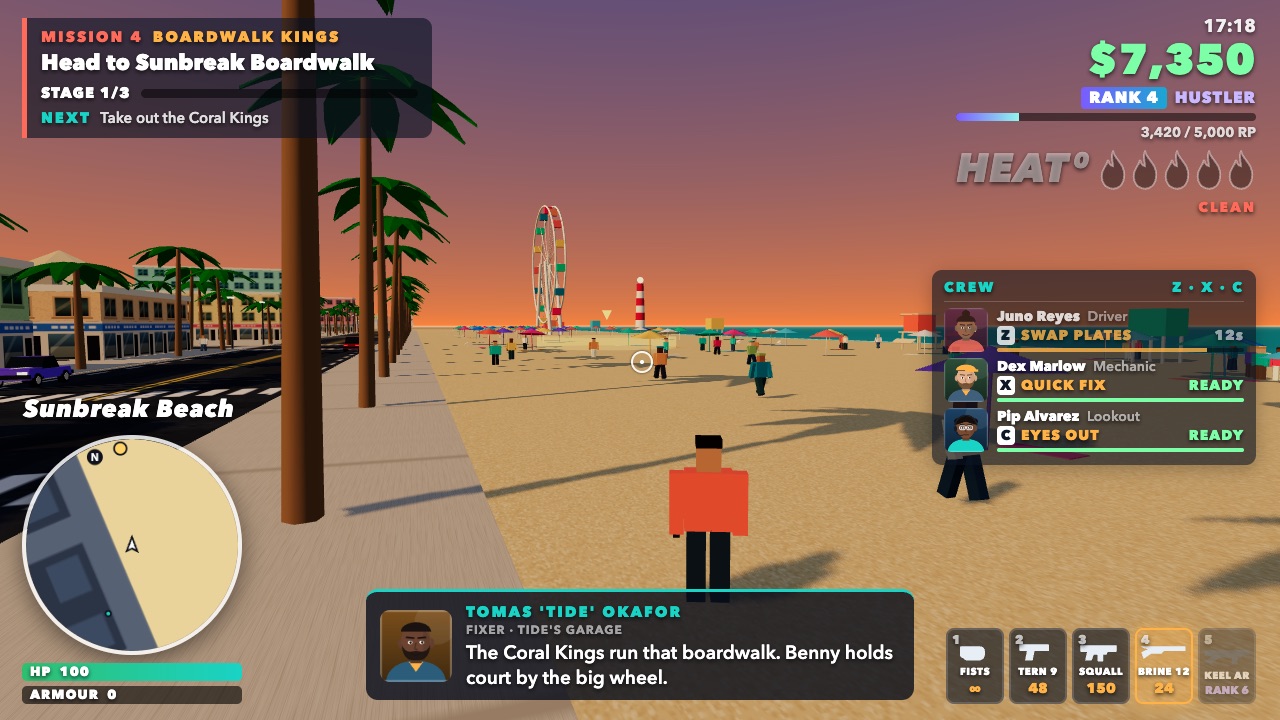 MISSION 4 BOARDWALK KINGS
Head to Sunbreak Boardwalk
STAGE 1/3
NEXT Take out the Coral Kings
17:18
$7,350
RANK 4 HUSTLER
3,420 / 5,000 RP
HEAT 0
CLEAN
CREW Z · X · C
Juno Reyes Driver
Z SWAP PLATES 12s
Dex Marlow Mechanic
X QUICK FIX READY
Pip Alvarez Lookout
C EYES OUT READY
Sunbreak Beach
N
HP 100
ARMOUR 0
TOMAS 'TIDE' OKAFOR
FIXER · TIDE'S GARAGE
The Coral Kings run that boardwalk. Benny holds
court by the big wheel.
1 FISTS ∞
2 TERN 9 48
3 SQUALL 150
4 BRINE 12 24
5 KEEL AR RANK 6